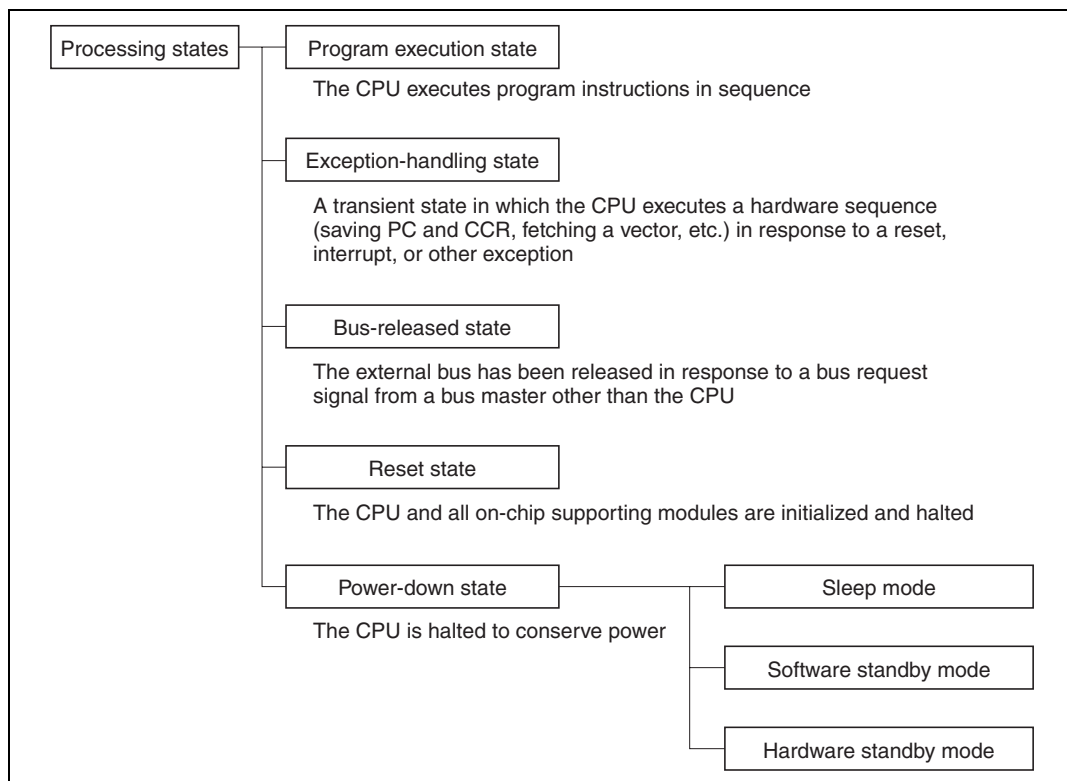 Processing states
Program execution state
The CPU executes program instructions in sequence
Exception-handling state
A transient state in which the CPU executes a hardware sequence
(saving PC and CCR, fetching a vector, etc.) in response to a reset,
interrupt, or other exception
Bus-released state
The external bus has been released in response to a bus request
signal from a bus master other than the CPU
Reset state
The CPU and all on-chip supporting modules are initialized and halted
Power-down state
Sleep mode
The CPU is halted to conserve power
Software standby mode
Hardware standby mode